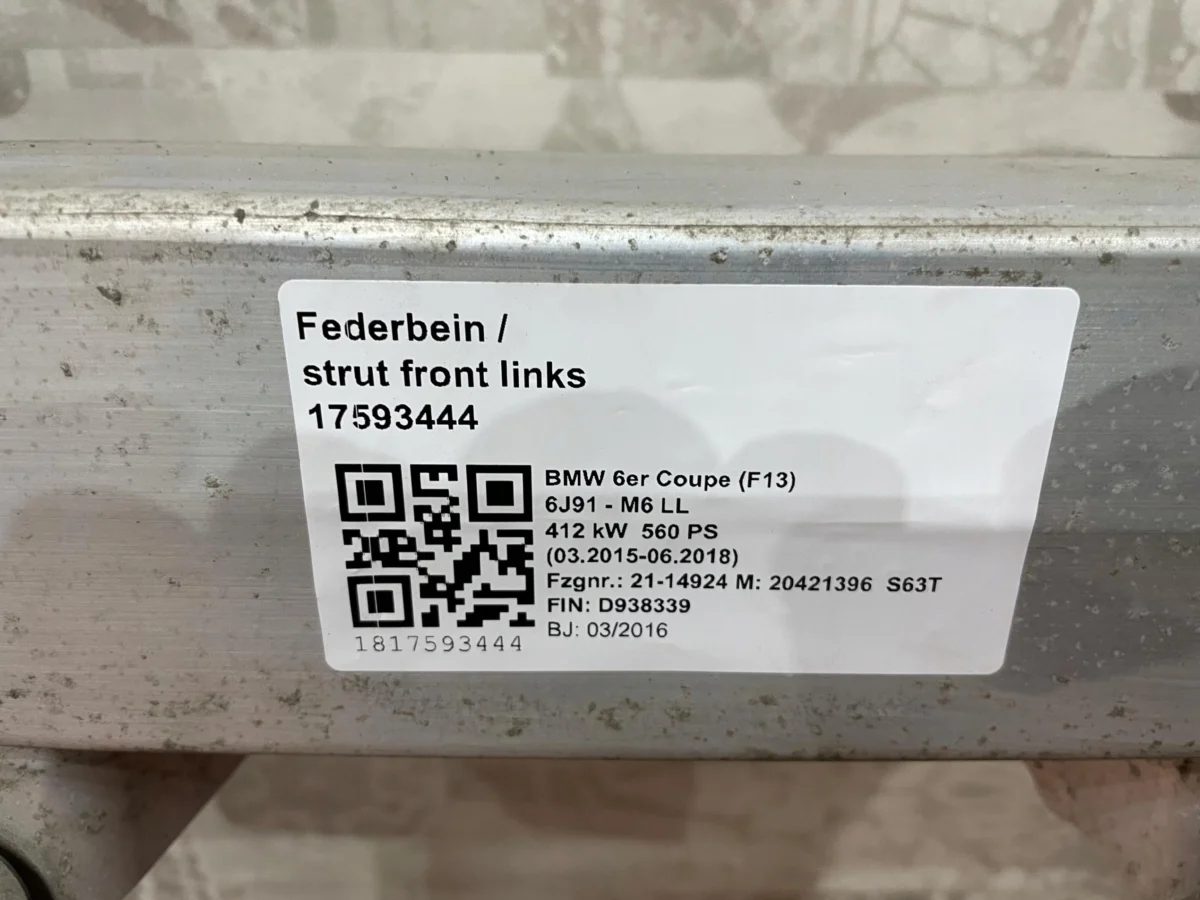 Federbein /
strut front links
17593444
BMW 6er Coupe (F13)
6J91 - M6 LL
412 kW 560 PS
(03.2015-06.2018)
Fzgnr.: 21-14924 M: 20421396 S63T
FIN: D938339
BJ: 03/2016
1817593444